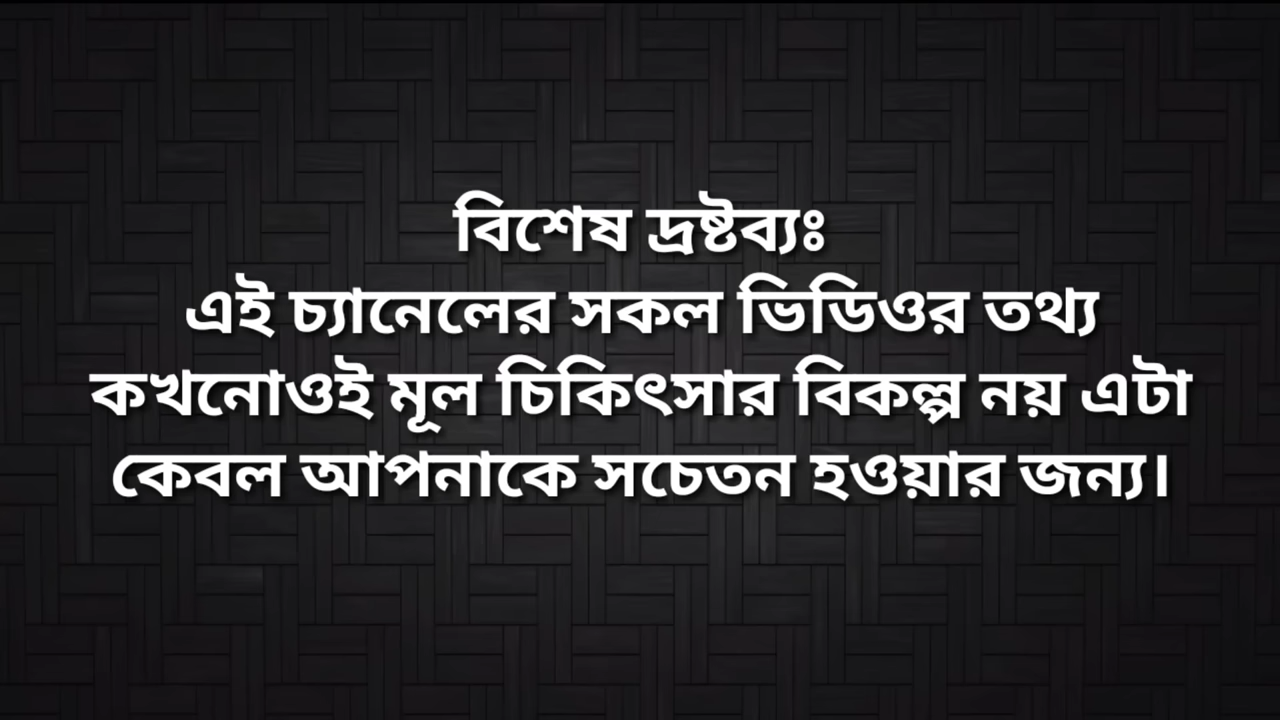 বিশেষ দ্রষ্টব্যঃ
এই চ্যানেলের সকল ভিডিওর তথ্য
কখনোওই মূল চিকিৎসার বিকল্প নয় এটা
কেবল আপনাকে সচেতন হওয়ার জন্য।